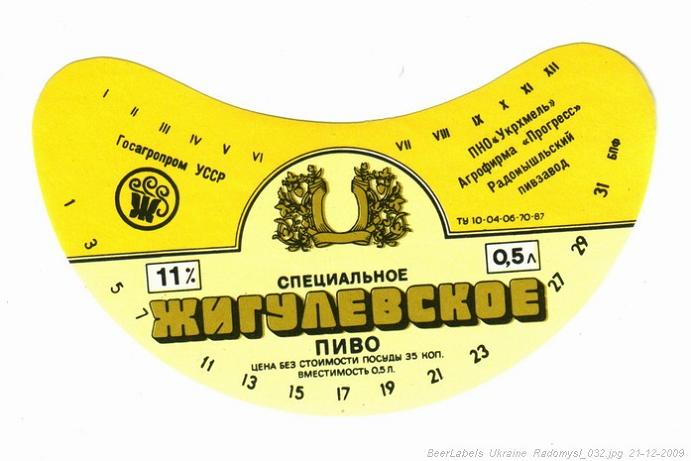 I II III IV V VI VII VIII IX X XI XII
Госагропром УССР
Ж
ПНО «Укрхмель»
Агрофирма «Прогресс»
Радомышльский
пивзавод
ТУ 10-04-06-70-87
БПФ
11%
0,5 л
СПЕЦИАЛЬНОЕ
ЖИГУЛЕВСКОЕ
ПИВО
ЦЕНА БЕЗ СТОИМОСТИ ПОСУДЫ 35 КОП.
ВМЕСТИМОСТЬ 0,5 Л.
1 3 5 7 11 13 15 17 19 21 23 27 29 31
BeerLabels Ukraine Radomysl_032.jpg 21-12-2009